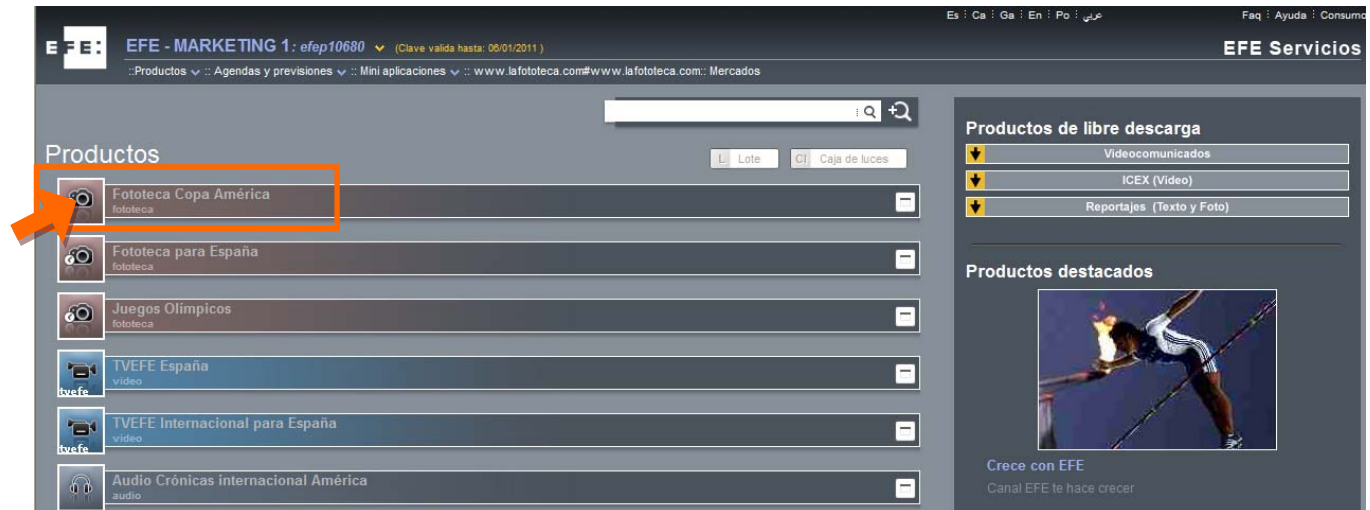 Es Ca Ga En Po عربي
Faq Ayuda Consumo
EFE:
EFE - MARKETING 1: efep10680 (Clave valida hasta: 06/01/2011 )
EFE Servicios
::Productos :: Agendas y previsiones :: Mini aplicaciones :: www.lafototeca.com#www.lafototeca.com:: Mercados
Productos
L Lote
Cl Caja de luces
Fototeca Copa América
fototeca
Fototeca para España
fototeca
Juegos Olímpicos
fototeca
TVEFE España
video
tvefe
TVEFE Internacional para España
video
tvefe
Audio Crónicas internacional América
audio
Productos de libre descarga
Videocomunicados
ICEX (Video)
Reportajes (Texto y Foto)
Productos destacados
Crece con EFE
Canal EFE te hace crecer